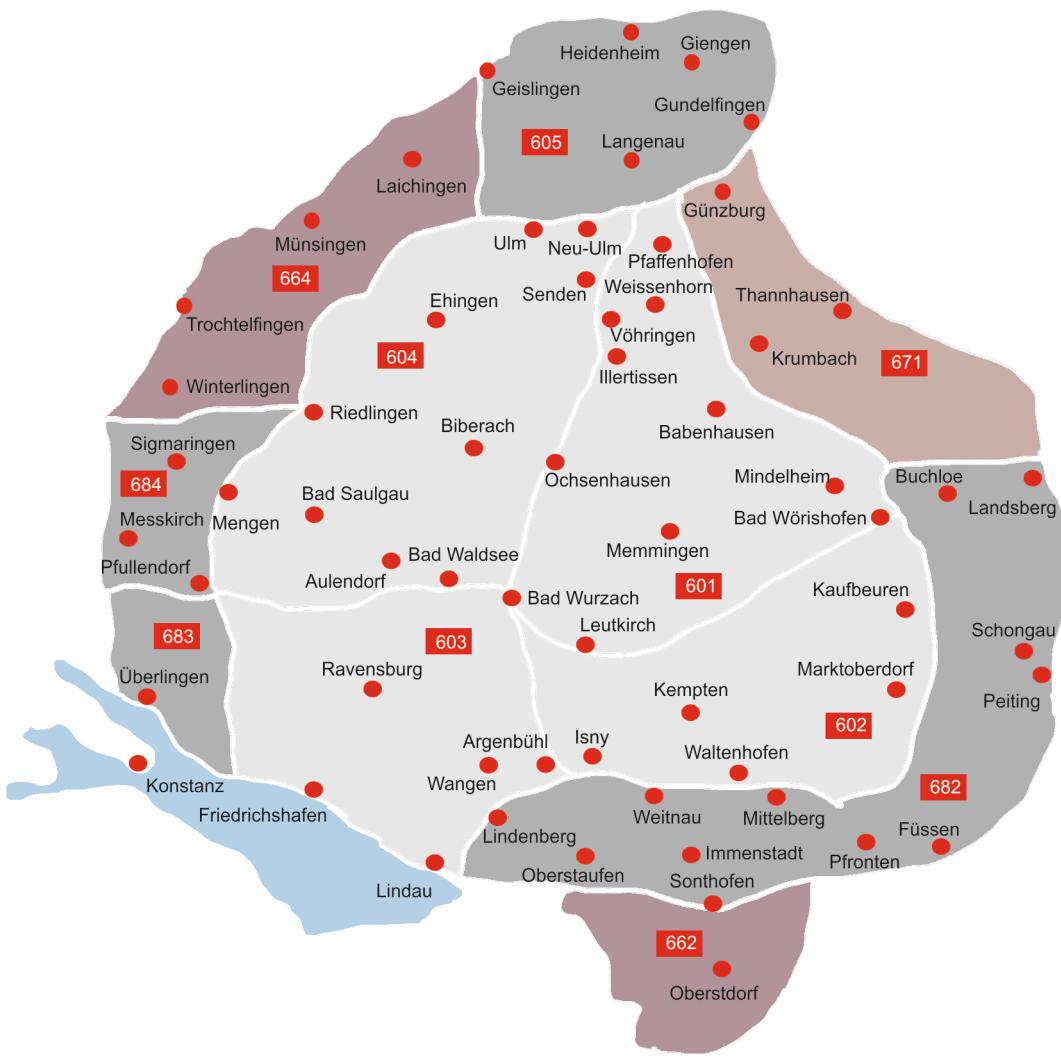 Heidenheim
Giengen
Geislingen
Gundelfingen
605
Langenau
Laichingen
Günzburg
Münsingen
Ulm
Neu-Ulm
Pfaffenhofen
664
Senden
Weissenhorn
Thannhausen
Ehingen
Trochtelfingen
Vöhringen
604
Krumbach
671
Illertissen
Winterlingen
Riedlingen
Biberach
Babenhausen
Sigmaringen
684
Ochsenhausen
Mindelheim
Buchloe
Bad Saulgau
Landsberg
Messkirch
Mengen
Bad Wörishofen
Memmingen
Pfullendorf
Bad Waldsee
Aulendorf
601
Kaufbeuren
Bad Wurzach
683
603
Leutkirch
Schongau
Überlingen
Ravensburg
Marktoberdorf
Peiting
Kempten
602
Argenbühl
Isny
Waltenhofen
Konstanz
Wangen
682
Friedrichshafen
Weitnau
Mittelberg
Lindenberg
Füssen
Immenstadt
Pfronten
Oberstaufen
Sonthofen
Lindau
662
Oberstdorf